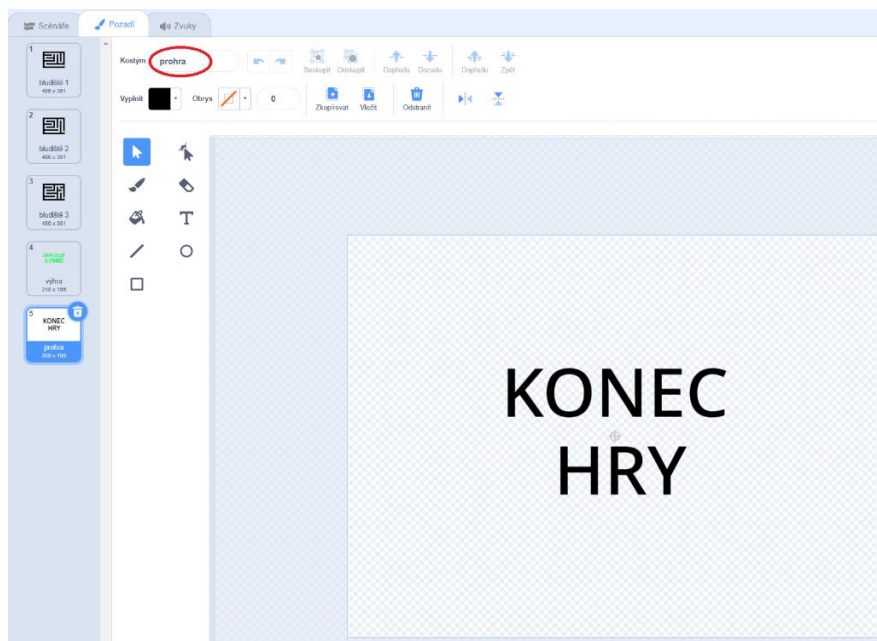 Scénáře Pozadí Zvuky
1
bludiště 1
2
bludiště 2
3
bludiště 3
4
výhra
5
KONEC
HRY
prohra
Kostým prohra Seskupit Odskupit Dopředu Dozadu Dopředu Zpět
Vyplnit Obrys 0 Zkopírovat Vložit Odstranit
T
KONEC
HRY